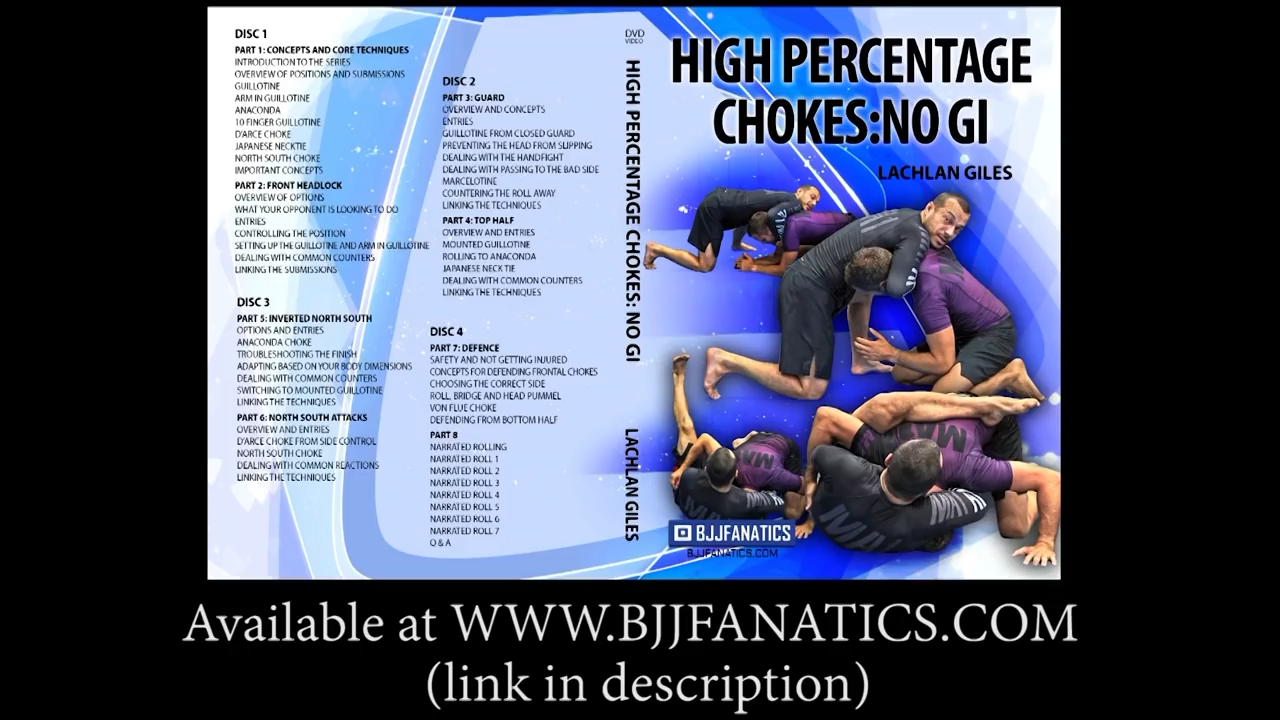 DISC 1
PART 1: CONCEPTS AND CORE TECHNIQUES
INTRODUCTION TO THE SERIES
OVERVIEW OF POSITIONS AND SUBMISSIONS
GUILLOTINE
ARM IN GUILLOTINE
ANACONDA
10 FINGER GUILLOTINE
D'ARCE CHOKE
JAPANESE NECKTIE
NORTH SOUTH CHOKE
IMPORTANT CONCEPTS
PART 2: FRONT HEADLOCK
OVERVIEW OF OPTIONS
WHAT YOUR OPPONENT IS LOOKING TO DO
ENTRIES
CONTROLLING THE POSITION
SETTING UP THE GUILLOTINE AND ARM IN GUILLOTINE
DEALING WITH COMMON COUNTERS
LINKING THE SUBMISSIONS
DISC 2
PART 3: GUARD
OVERVIEW AND CONCEPTS
ENTRIES
GUILLOTINE FROM CLOSED GUARD
PREVENTING THE HEAD FROM SLIPPING
DEALING WITH THE HANDFIGHT
DEALING WITH PASSING TO THE BAD SIDE
MARCELOTINE
COUNTERING THE ROLL AWAY
LINKING THE TECHNIQUES
PART 4: TOP HALF
OVERVIEW AND ENTRIES
MOUNTED GUILLOTINE
ROLLING TO ANACONDA
JAPANESE NECK TIE
DEALING WITH COMMON COUNTERS
LINKING THE TECHNIQUES
DISC 3
PART 5: INVERTED NORTH SOUTH
OPTIONS AND ENTRIES
ANACONDA CHOKE
TROUBLESHOOTING THE FINISH
ADAPTING BASED ON YOUR BODY DIMENSIONS
DEALING WITH COMMON COUNTERS
SWITCHING TO MOUNTED GUILLOTINE
LINKING THE TECHNIQUES
PART 6: NORTH SOUTH ATTACKS
OVERVIEW AND ENTRIES
D'ARCE CHOKE FROM SIDE CONTROL
NORTH SOUTH CHOKE
DEALING WITH COMMON REACTIONS
LINKING THE TECHNIQUES
DISC 4
PART 7: DEFENCE
SAFETY AND NOT GETTING INJURED
CONCEPTS FOR DEFENDING FRONTAL CHOKES
CHOOSING THE CORRECT SIDE
ROLL, BRIDGE AND HEAD PUMMEL
VON FLUE CHOKE
DEFENDING FROM BOTTOM HALF
PART 8
NARRATED ROLLING
NARRATED ROLL 1
NARRATED ROLL 2
NARRATED ROLL 3
NARRATED ROLL 4
NARRATED ROLL 5
NARRATED ROLL 6
NARRATED ROLL 7
Q & A
DVD
VIDEO
HIGH PERCENTAGE CHOKES: NO GI
LACHLAN GILES
HIGH PERCENTAGE
CHOKES:NO GI
LACHLAN GILES
BJJFANATICS
BJJFANATICS.COM
Available at WWW.BJJFANATICS.COM
(link in description)